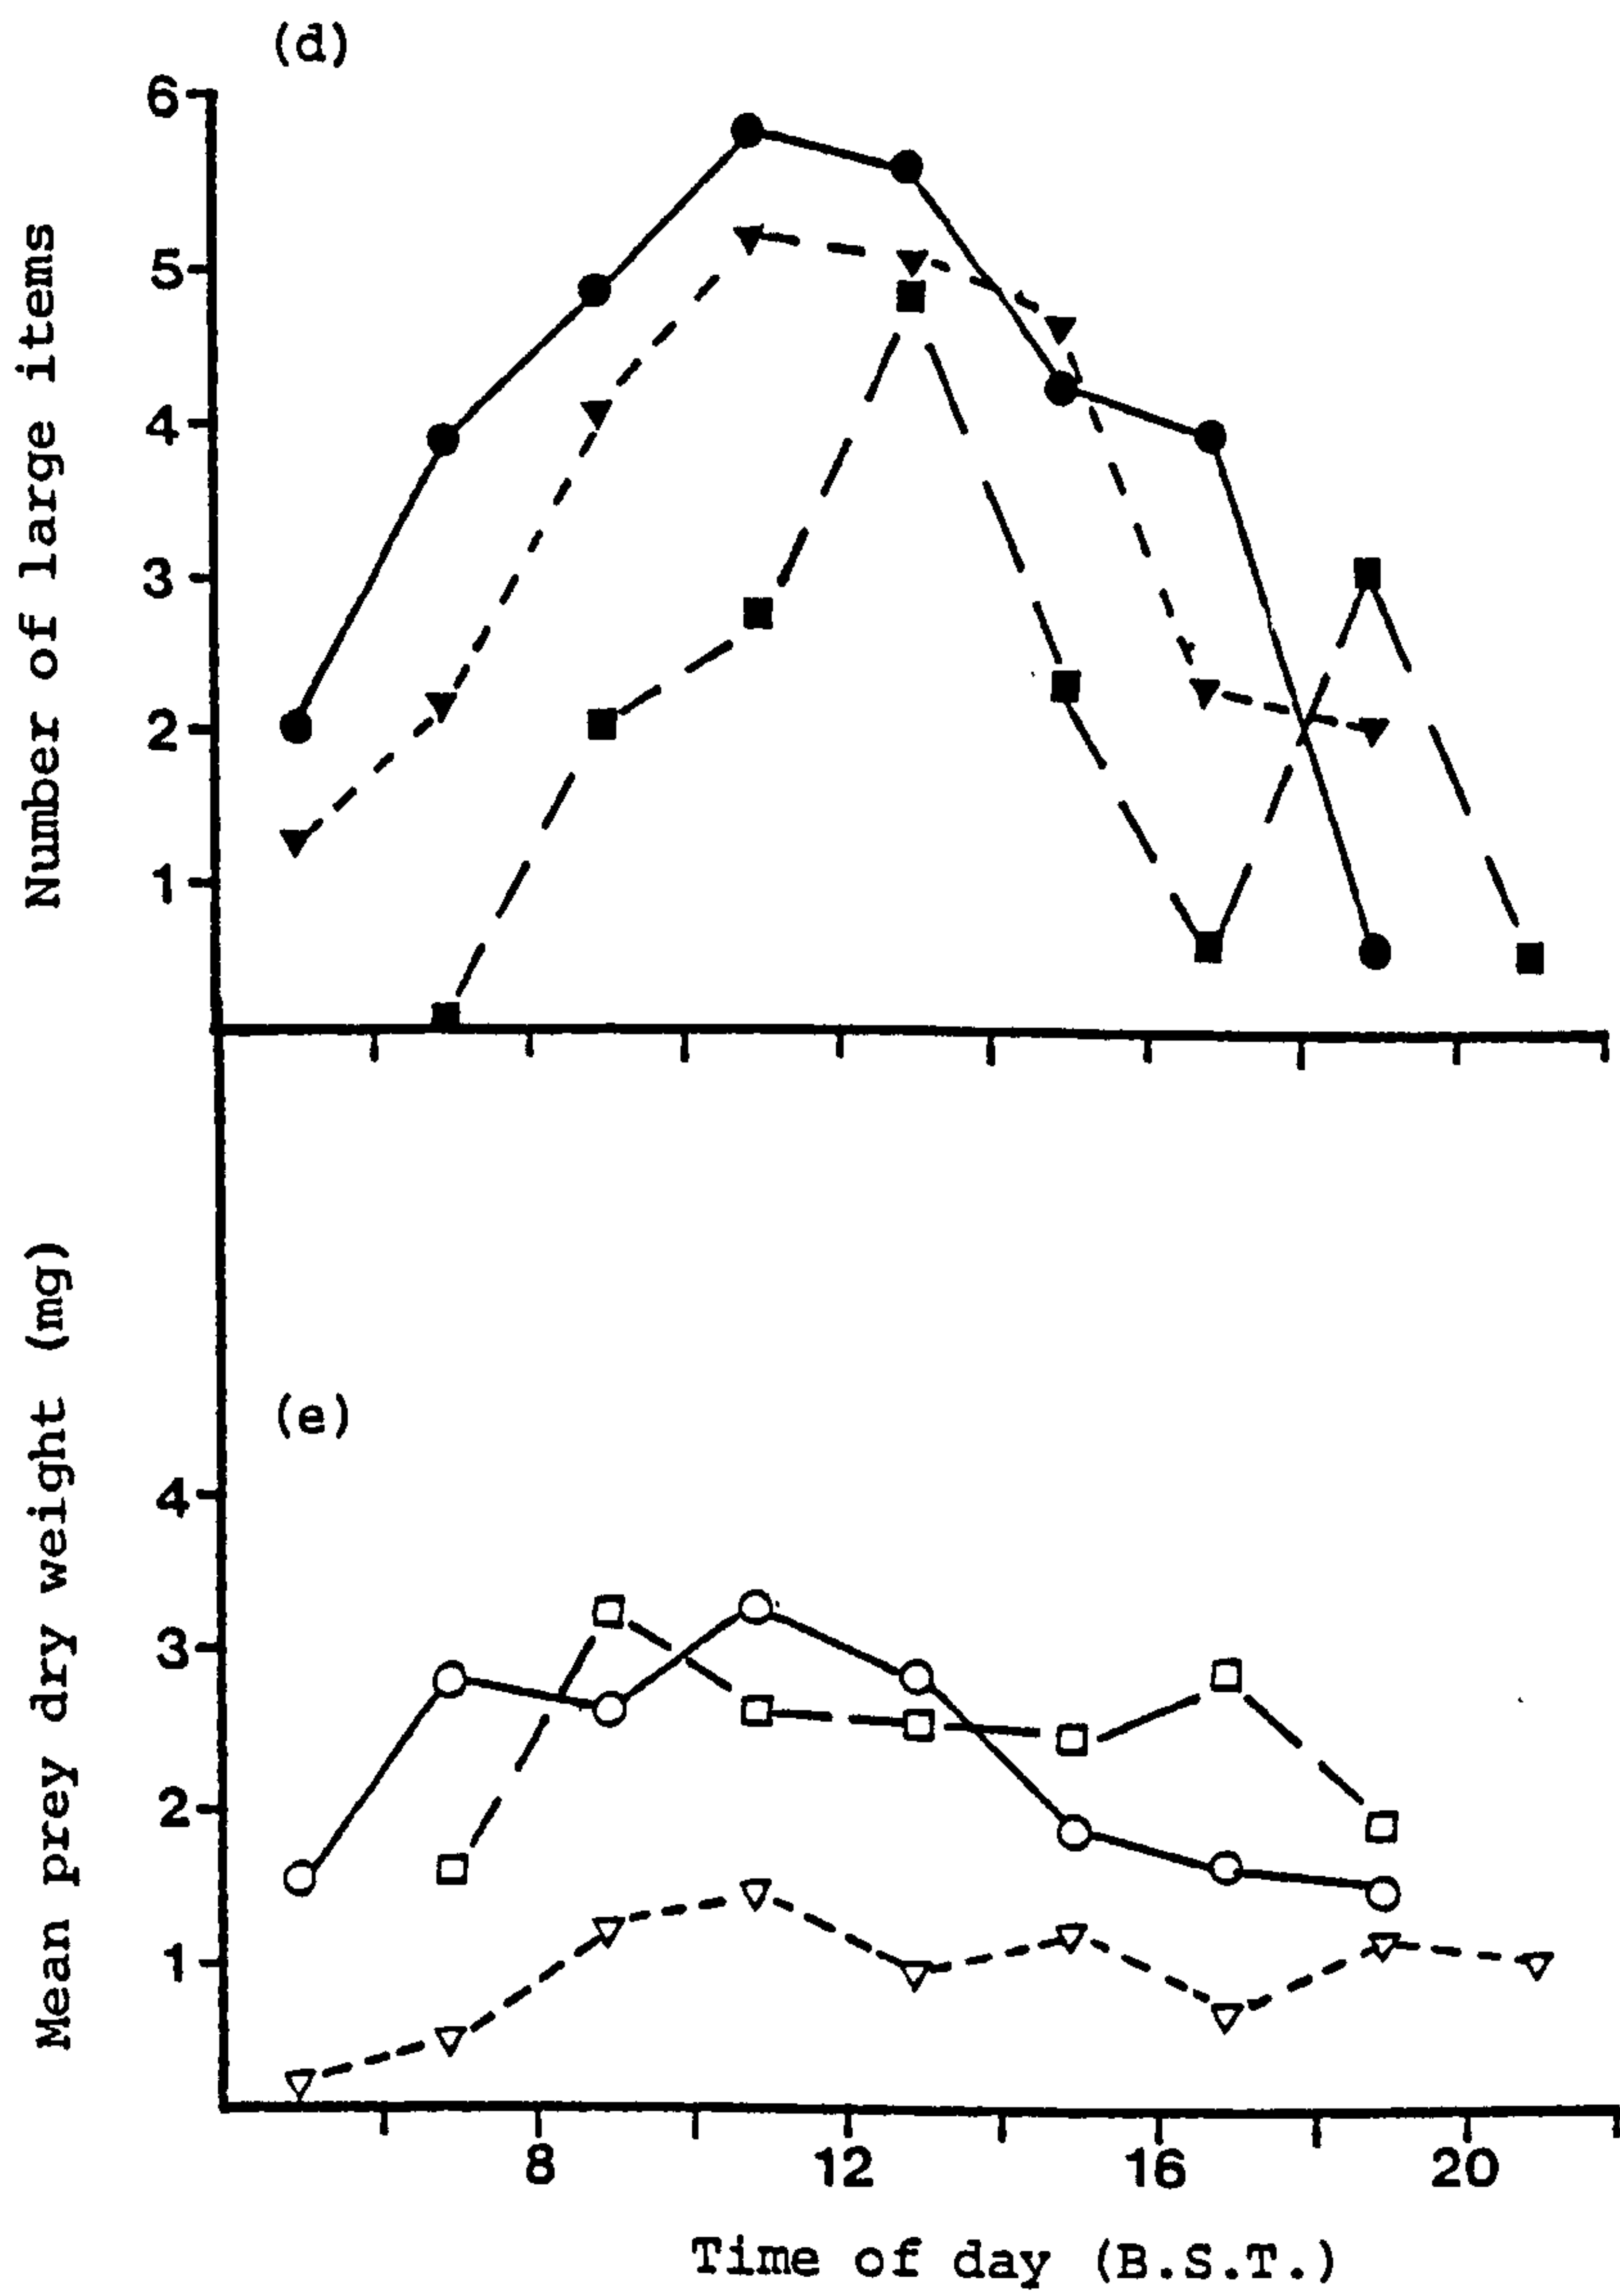 (d)
Number of large items
6
5
4
3
2
1
(e)
Mean prey dry weight (mg)
4
3
2
1
8 12 16 20
Time of day (B.S.T.)